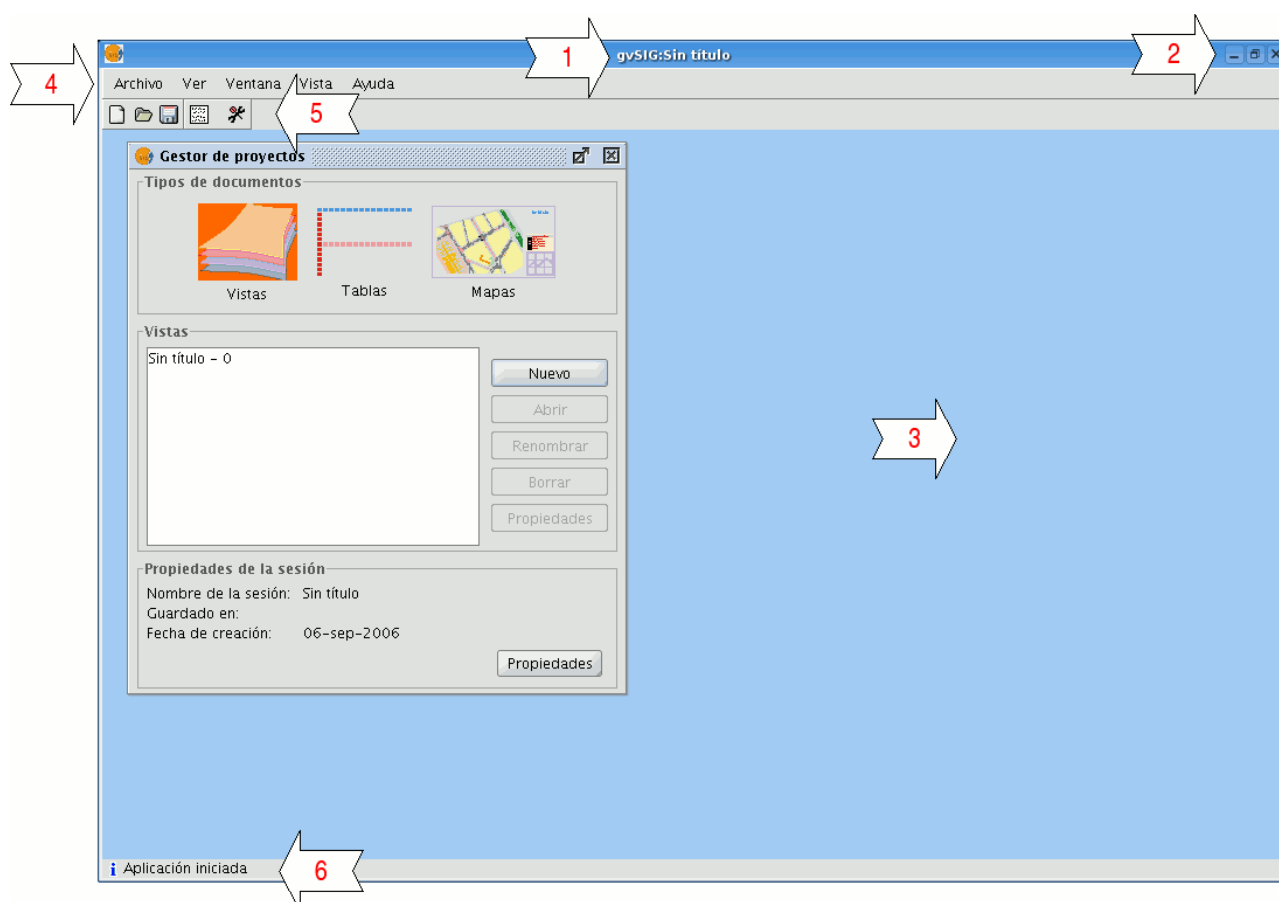 1
gvSIG:Sin título
2
4
Archivo Ver Ventana Vista Ayuda
5
Gestor de proyectos
Tipos de documentos
Vistas
Tablas
Mapas
Vistas
Sin título - 0
Nuevo
Abrir
Renombrar
Borrar
Propiedades
3
Propiedades de la sesión
Nombre de la sesión: Sin título
Guardado en:
Fecha de creación: 06-sep-2006
Propiedades
i Aplicación iniciada
6